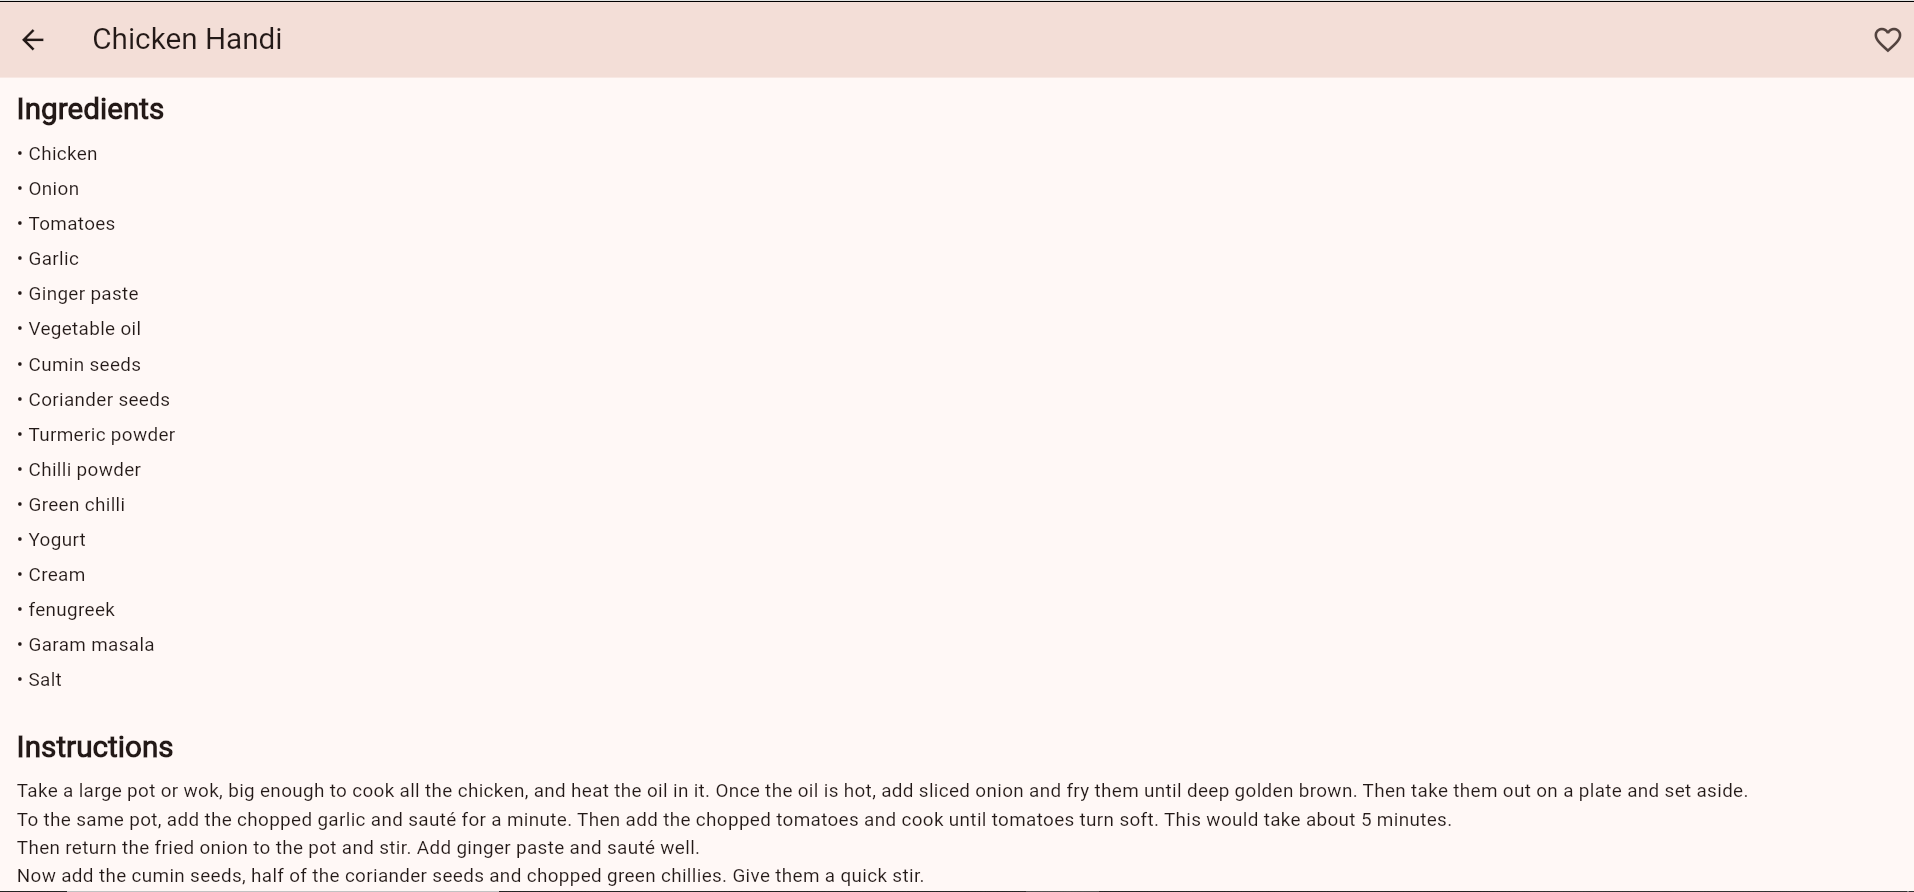 Chicken Handi
Ingredients
• Chicken
• Onion
• Tomatoes
• Garlic
• Ginger paste
• Vegetable oil
• Cumin seeds
• Coriander seeds
• Turmeric powder
• Chilli powder
• Green chilli
• Yogurt
• Cream
• fenugreek
• Garam masala
• Salt
Instructions
Take a large pot or wok, big enough to cook all the chicken, and heat the oil in it. Once the oil is hot, add sliced onion and fry them until deep golden brown. Then take them out on a plate and set aside.
To the same pot, add the chopped garlic and sauté for a minute. Then add the chopped tomatoes and cook until tomatoes turn soft. This would take about 5 minutes.
Then return the fried onion to the pot and stir. Add ginger paste and sauté well.
Now add the cumin seeds, half of the coriander seeds and chopped green chillies. Give them a quick stir.